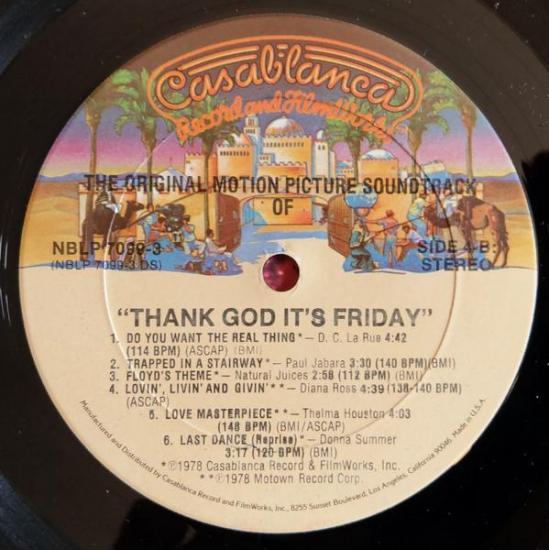 Casablanca
Record and FilmWorks
THE ORIGINAL MOTION PICTURE SOUNDTRACK
OF
NBLP 7099-3
(NBLP 7099-3 DS)
SIDE 4-B:
STEREO
"THANK GOD IT'S FRIDAY"
1. DO YOU WANT THE REAL THING* — D. C. La Rue 4:42
(114 BPM) (ASCAP) (BMI)
2. TRAPPED IN A STAIRWAY* — Paul Jabara 3:30 (140 BPM) (BMI)
3. FLOYD'S THEME* — Natural Juices 2:58 (112 BPM) (BMI)
4. LOVIN', LIVIN' AND GIVIN'** — Diana Ross 4:39 (138-140 BPM)
(ASCAP)
5. LOVE MASTERPIECE** — Thelma Houston 4:03
(148 BPM) (BMI/ASCAP)
6. LAST DANCE (Reprise)* — Donna Summer
3:17 (120 BPM) (BMI)
*℗1978 Casablanca Record & FilmWorks, Inc.
**℗1978 Motown Record Corp.
Manufactured and Distributed by Casablanca Record and FilmWorks, Inc., 8255 Sunset Boulevard, Los Angeles, California 90046. Made in U.S.A.